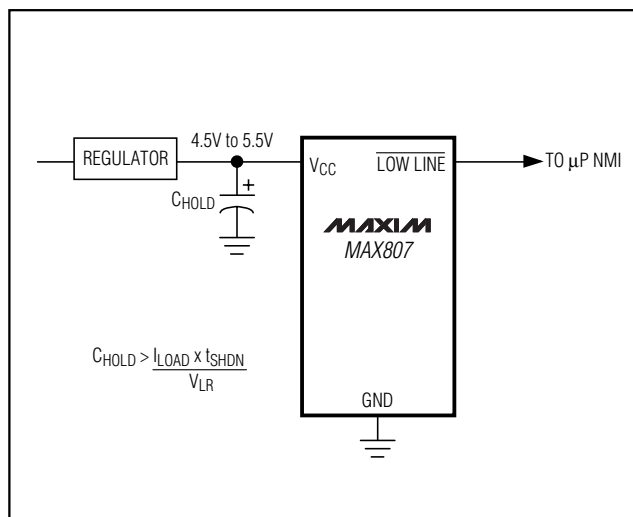 REGULATOR
4.5V to 5.5V
+
CHOLD
VCC
LOW LINE
TO μP NMI
MAXIM
MAX807
CHOLD > ILOAD x tSHDN
VLR
GND